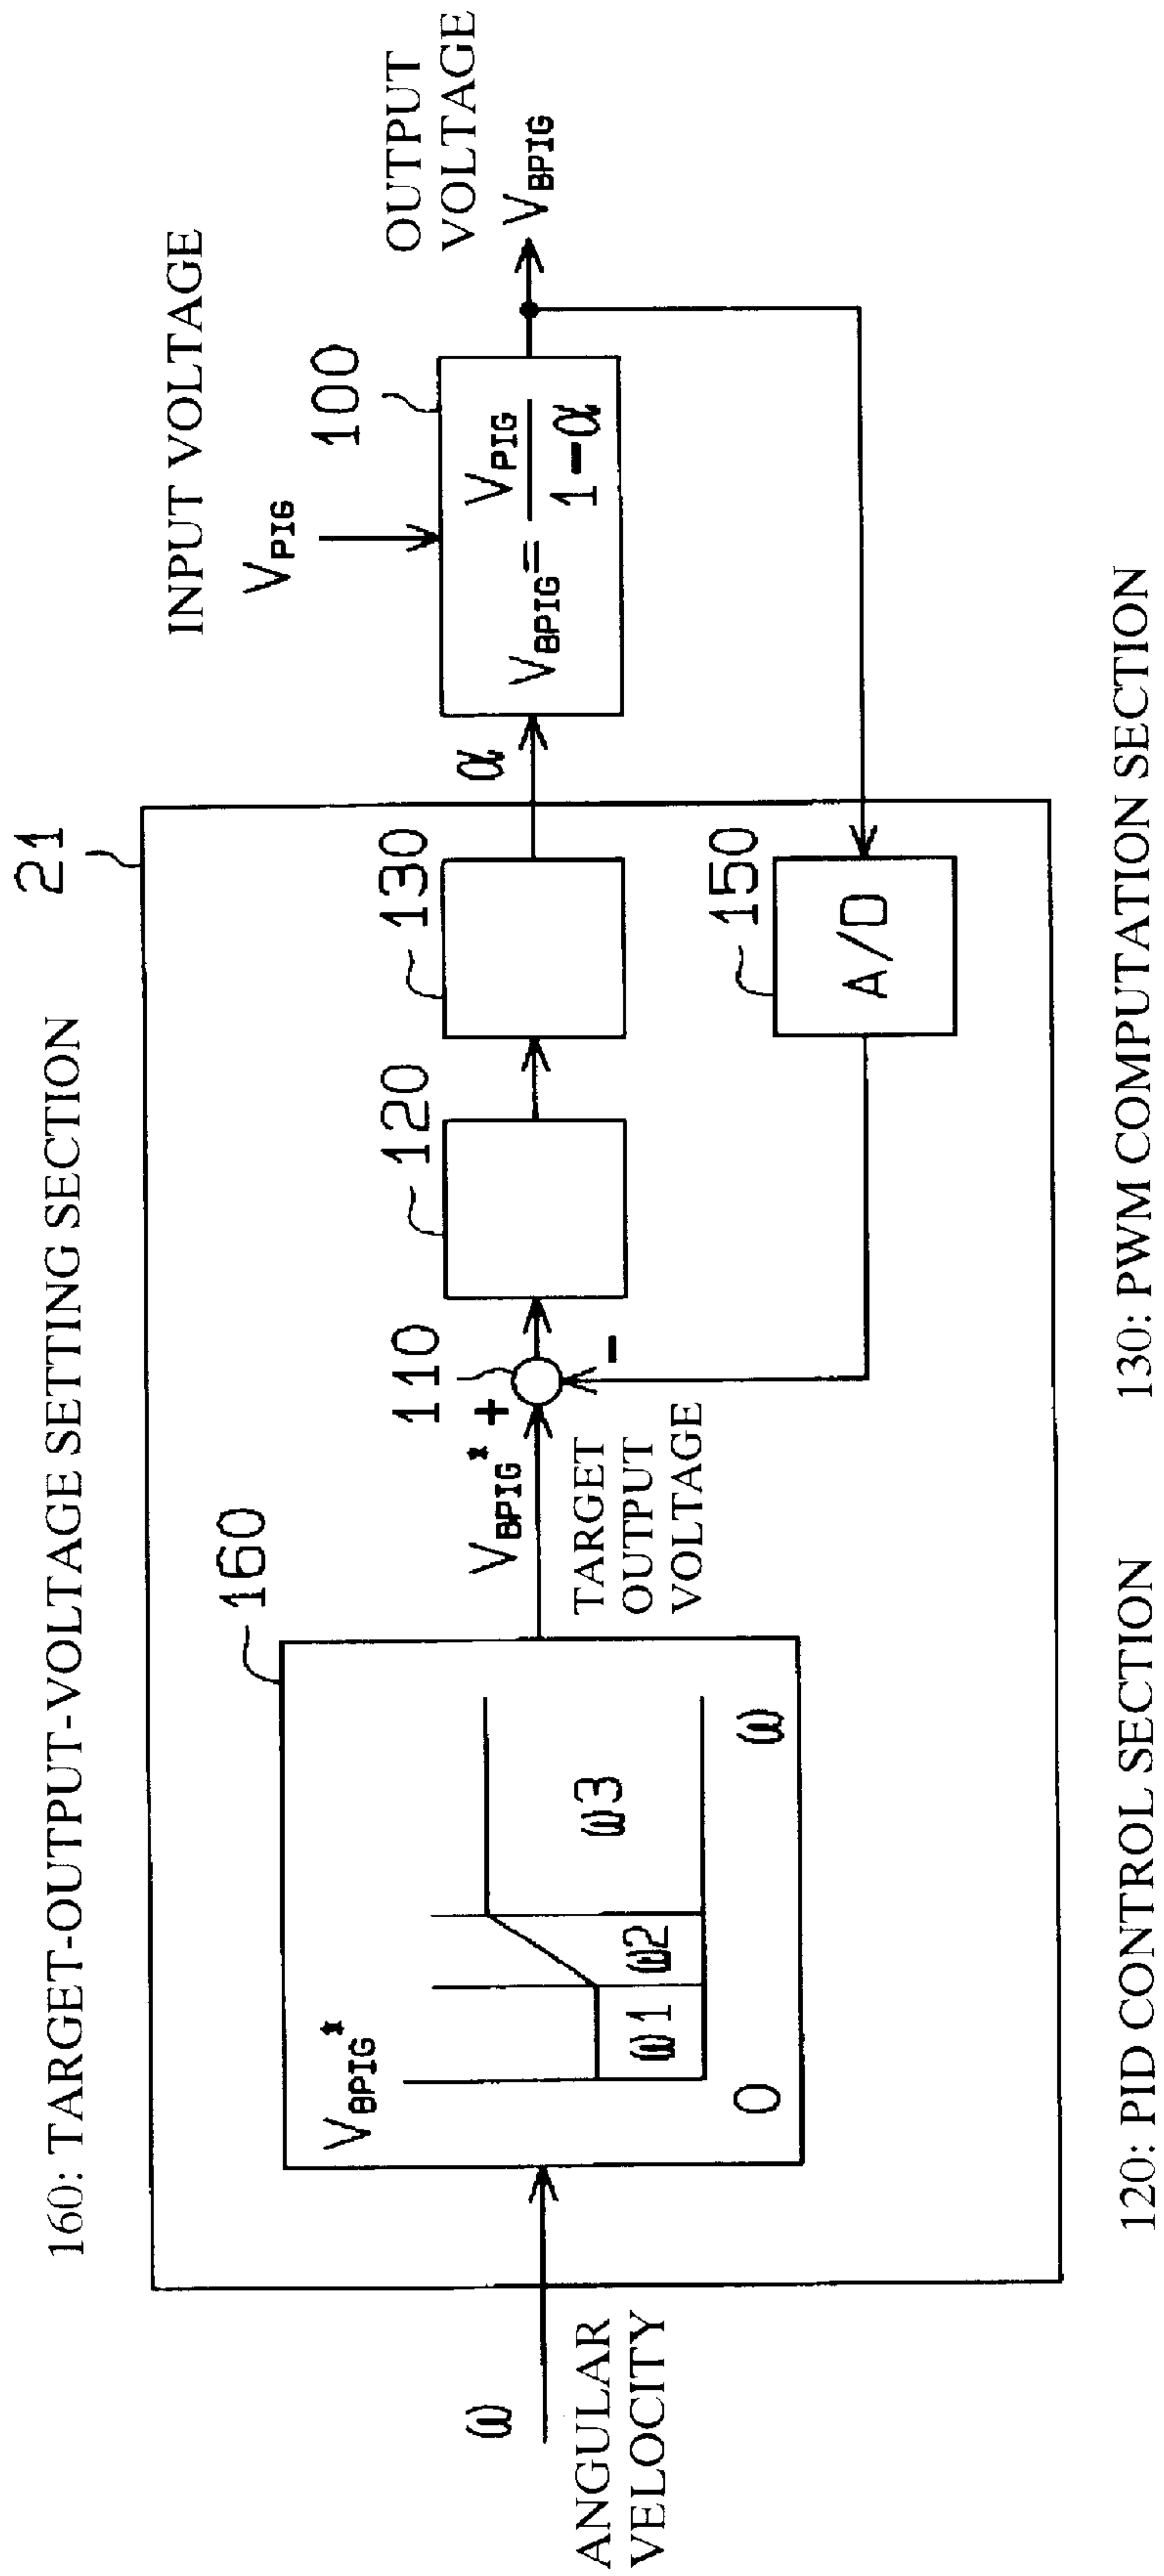 160: TARGET-OUTPUT-VOLTAGE SETTING SECTION
21
INPUT VOLTAGE
V_PIG
160
V_BPIG*
ω1
ω2
ω3
0
ω
V_BPIG*
+
-
TARGET
OUTPUT
VOLTAGE
110
120
130
α
100
V_BPIG = V_PIG / 1-α
OUTPUT
VOLTAGE
V_BPIG
150
A/D
ω
ANGULAR
VELOCITY
120: PID CONTROL SECTION
130: PWM COMPUTATION SECTION